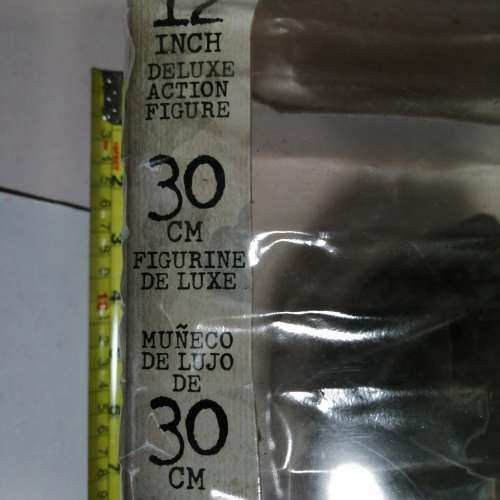 12
INCH
DELUXE
ACTION
FIGURE
30
CM
FIGURINE
DE LUXE
MUÑECO
DE LUJO
DE
30
CM